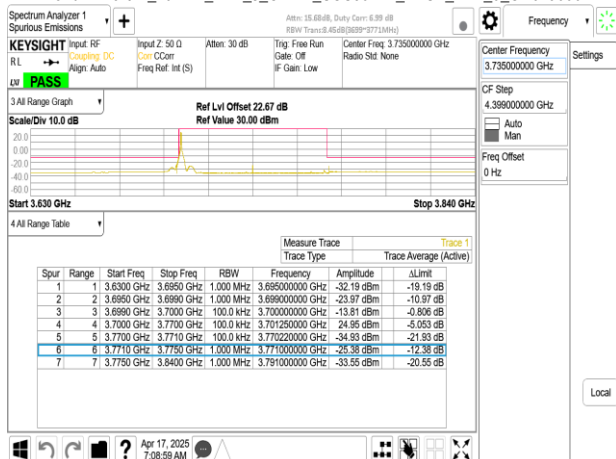 Spectrum Analyzer 1
Spurious Emissions
Attn: 15.68dB, Duty Corr: 6.99 dB
RBW Trans:8.45dB(3699~3771MHz)
Frequency
KEYSIGHT
Input: RF
Coupling: DC
Align: Auto
Input Z: 50 Ω
Corr CCorr
Freq Ref: Int (S)
Atten: 30 dB
Trig: Free Run
Gate: Off
IF Gain: Low
Center Freq: 3.735000000 GHz
Radio Std: None
RL
LXI
PASS
Center Frequency
3.735000000 GHz
Settings
CF Step
4.399000000 GHz
Auto
Man
Freq Offset
0 Hz
3 All Range Graph
Scale/Div 10.0 dB
Ref Lvl Offset 22.67 dB
Ref Value 30.00 dBm
20.0
0.00
-20.0
-40.0
-60.0
Start 3.630 GHz
Stop 3.840 GHz
4 All Range Table
Measure Trace Trace 1
Trace Type Trace Average (Active)
Spur Range Start Freq Stop Freq RBW Frequency Amplitude ΔLimit
1 1 3.6300 GHz 3.6950 GHz 1.000 MHz 3.695000000 GHz -32.19 dBm -19.19 dB
2 2 3.6950 GHz 3.6990 GHz 1.000 MHz 3.699000000 GHz -23.97 dBm -10.97 dB
3 3 3.6990 GHz 3.7000 GHz 100.0 kHz 3.700000000 GHz -13.81 dBm -0.806 dB
4 4 3.7000 GHz 3.7700 GHz 100.0 kHz 3.701250000 GHz 24.95 dBm -5.053 dB
5 5 3.7700 GHz 3.7710 GHz 100.0 kHz 3.770220000 GHz -34.93 dBm -21.93 dB
6 6 3.7710 GHz 3.7750 GHz 1.000 MHz 3.771000000 GHz -25.38 dBm -12.38 dB
7 7 3.7750 GHz 3.8400 GHz 1.000 MHz 3.791000000 GHz -33.55 dBm -20.55 dB
Local
?
Apr 17, 2025
7:08:59 AM